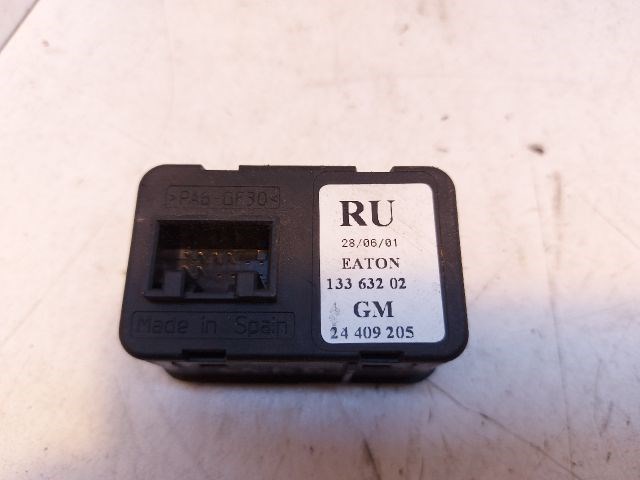 >PA6-GF30<
Made in Spain
RU
28/06/01
EATON
133 632 02
GM
24 409 205